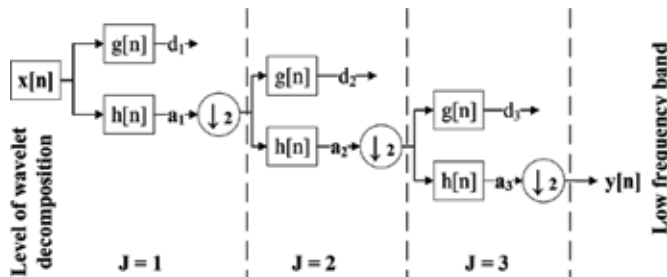 x[n]
g[n] d₁
h[n] a₁ ↓ 2
g[n] d₂
h[n] a₂ ↓ 2
g[n] d₃
h[n] a₃ ↓ 2 y[n]
Level of wavelet
decomposition
J = 1 J = 2 J = 3
Low frequency band